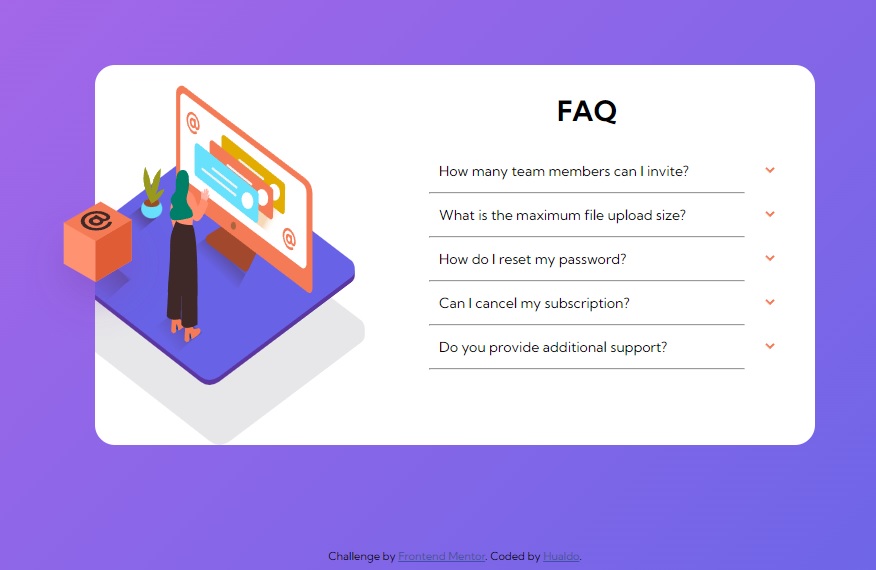 FAQ
How many team members can I invite?
What is the maximum file upload size?
How do I reset my password?
Can I cancel my subscription?
Do you provide additional support?
@
@
@
Challenge by Frontend Mentor. Coded by Hualdo.